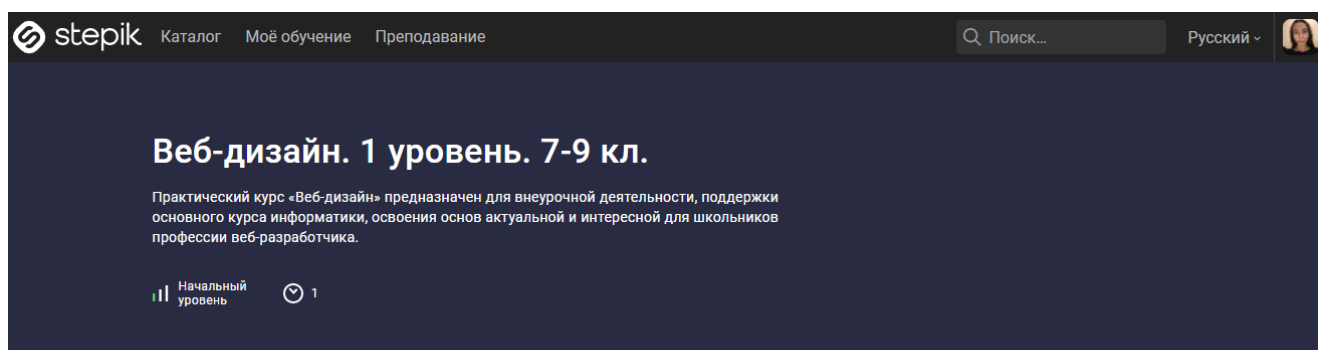 stepik Каталог Моё обучение Преподавание Поиск... Русский
Веб-дизайн. 1 уровень. 7-9 кл.
Практический курс «Веб-дизайн» предназначен для внеурочной деятельности, поддержки
основного курса информатики, освоения основ актуальной и интересной для школьников
профессии веб-разработчика.
Начальный
уровень
1